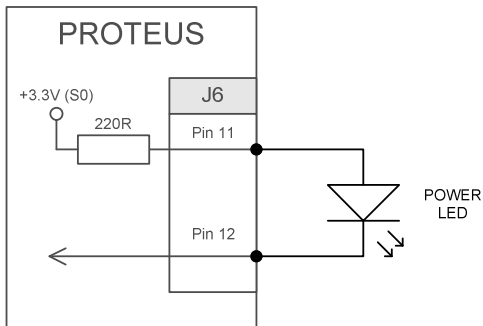 PROTEUS
+3.3V (S0)
J6
220R
Pin 11
POWER
LED
Pin 12